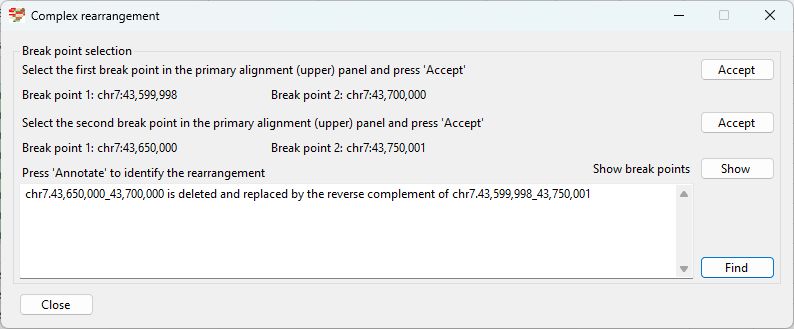 Complex rearrangement
Break point selection
Select the first break point in the primary alignment (upper) panel and press 'Accept'
Accept
Break point 1: chr7:43,599,998 Break point 2: chr7:43,700,000
Select the second break point in the primary alignment (upper) panel and press 'Accept'
Accept
Break point 1: chr7:43,650,000 Break point 2: chr7:43,750,001
Press 'Annotate' to identify the rearrangement
Show break points Show
chr7.43,650,000_43,700,000 is deleted and replaced by the reverse complement of chr7.43,599,998_43,750,001
Find
Close